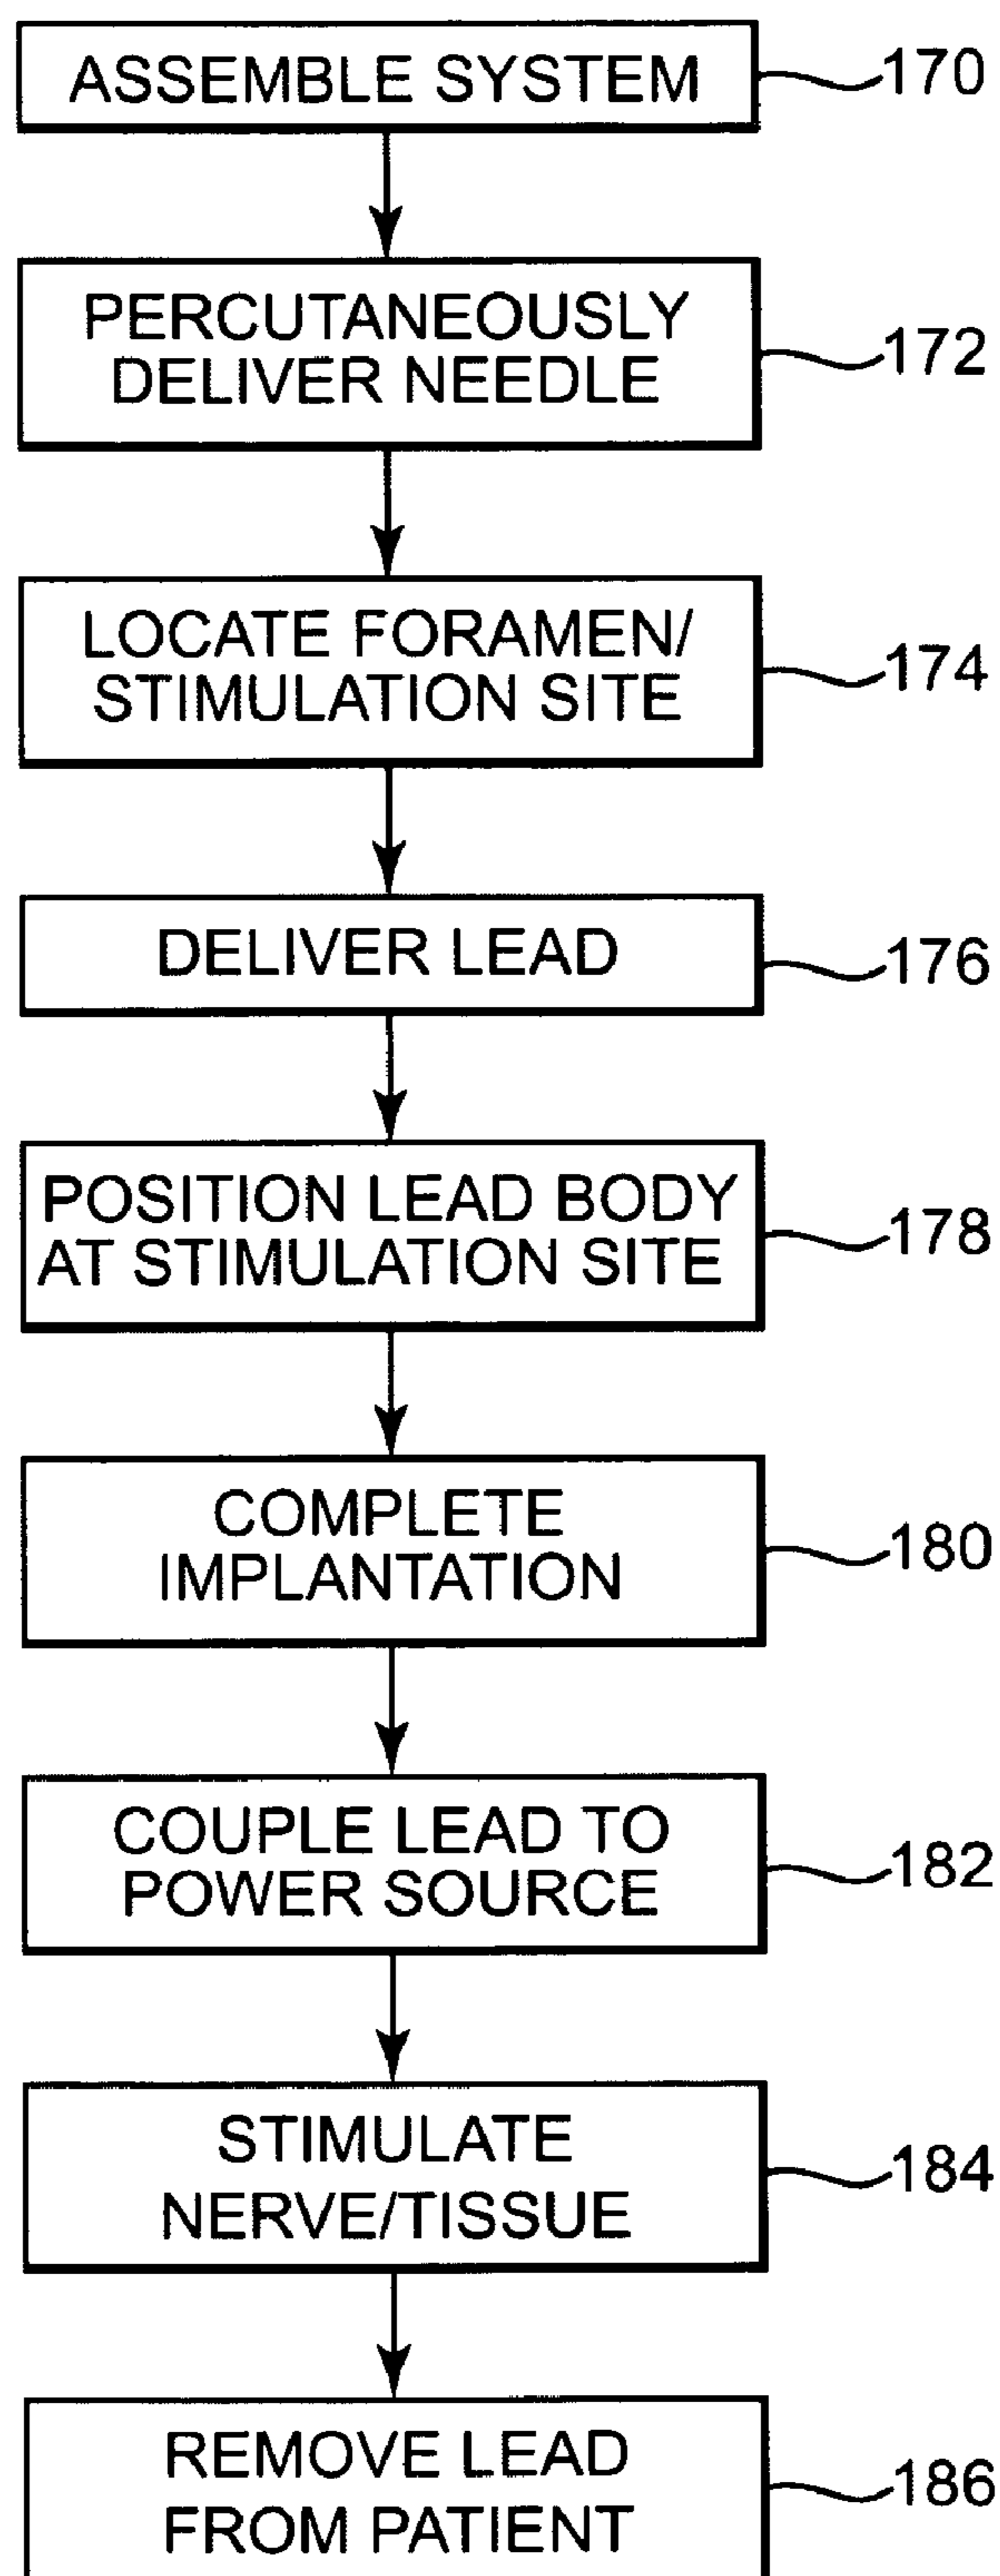 ASSEMBLE SYSTEM
170
PERCUTANEOUSLY
DELIVER NEEDLE
172
LOCATE FORAMEN/
STIMULATION SITE
174
DELIVER LEAD
176
POSITION LEAD BODY
AT STIMULATION SITE
178
COMPLETE
IMPLANTATION
180
COUPLE LEAD TO
POWER SOURCE
182
STIMULATE
NERVE/TISSUE
184
REMOVE LEAD
FROM PATIENT
186